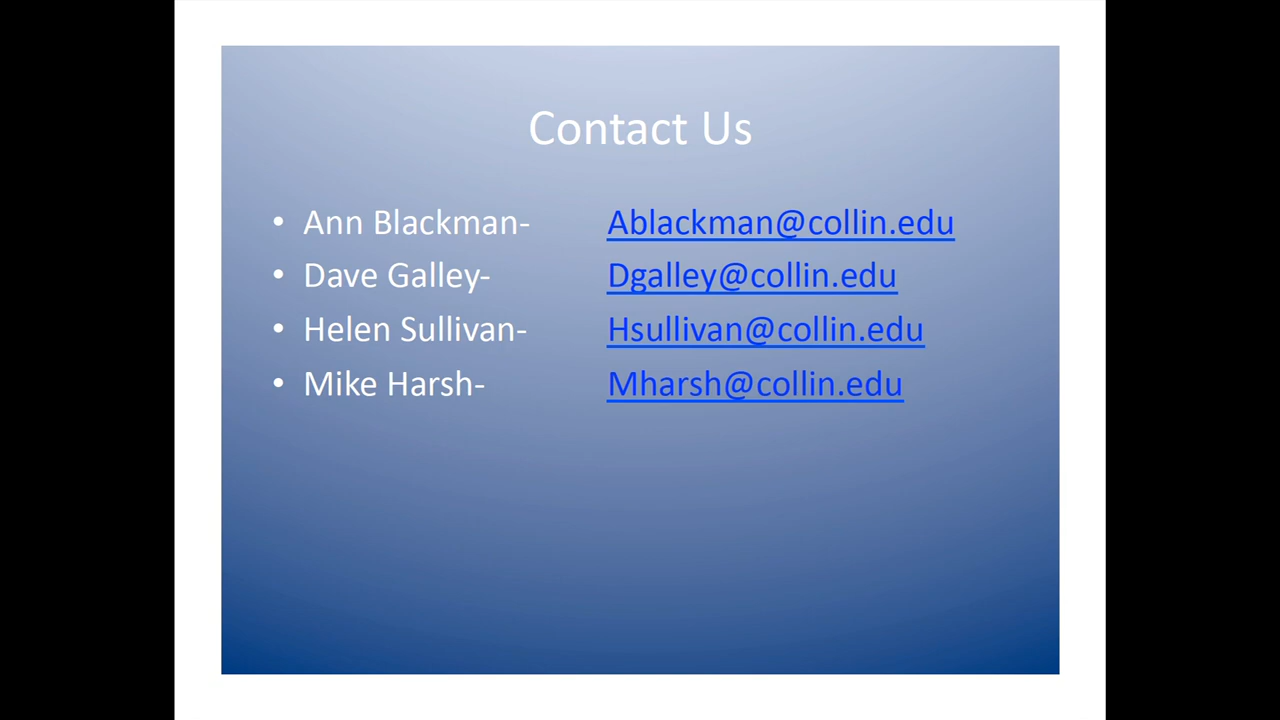 Contact Us
• Ann Blackman- Ablackman@collin.edu
• Dave Galley- Dgalley@collin.edu
• Helen Sullivan- Hsullivan@collin.edu
• Mike Harsh- Mharsh@collin.edu